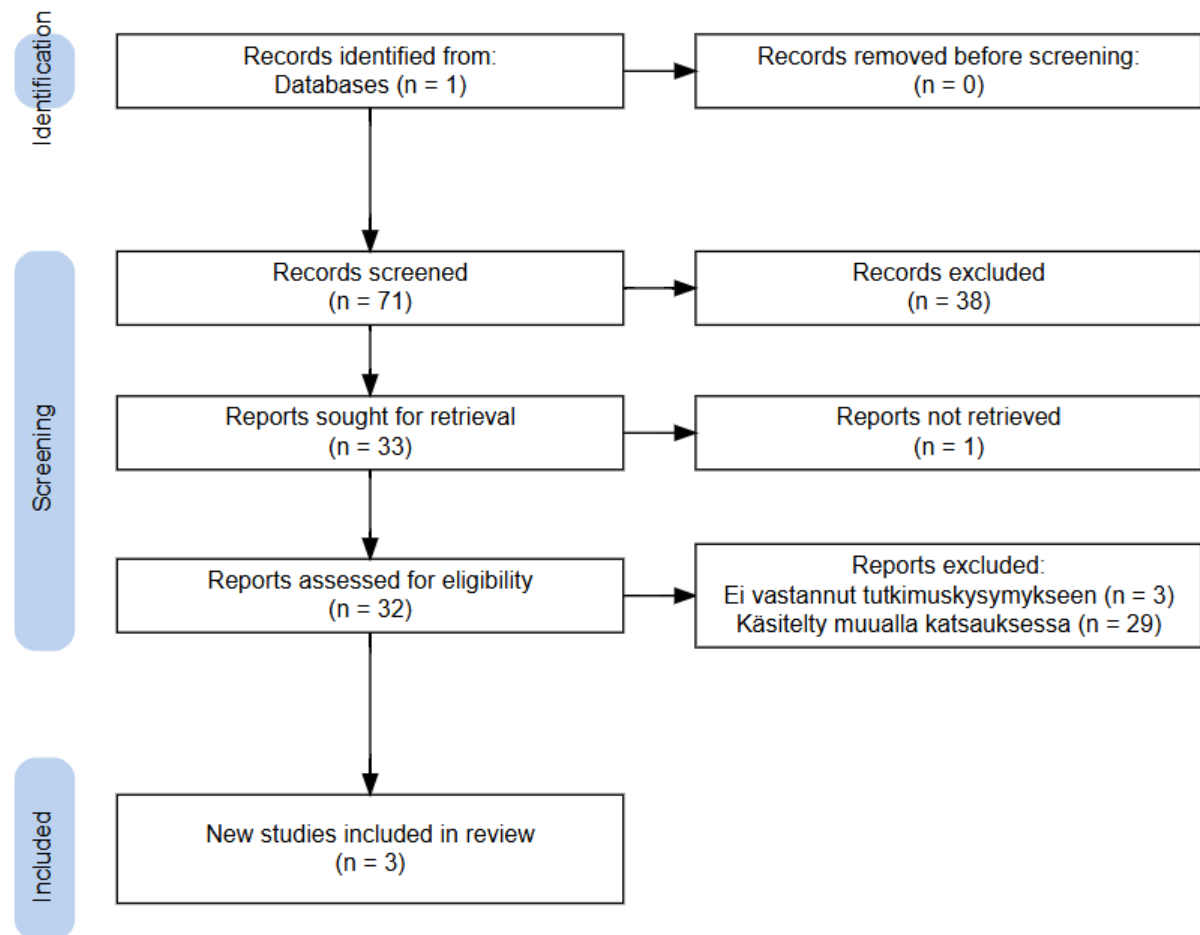 Identification
Records identified from:
Databases (n = 1)
Records removed before screening:
(n = 0)
Screening
Records screened
(n = 71)
Records excluded
(n = 38)
Reports sought for retrieval
(n = 33)
Reports not retrieved
(n = 1)
Reports assessed for eligibility
(n = 32)
Reports excluded:
Ei vastannut tutkimuskysymykseen (n = 3)
Käsitelty muualla katsauksessa (n = 29)
Included
New studies included in review
(n = 3)